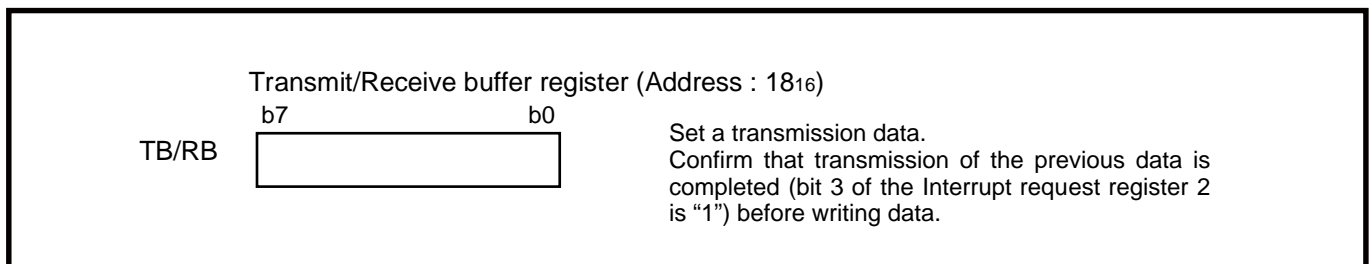 Transmit/Receive buffer register (Address : 1816)
b7 b0
TB/RB
Set a transmission data.
Confirm that transmission of the previous data is
completed (bit 3 of the Interrupt request register 2
is “1”) before writing data.